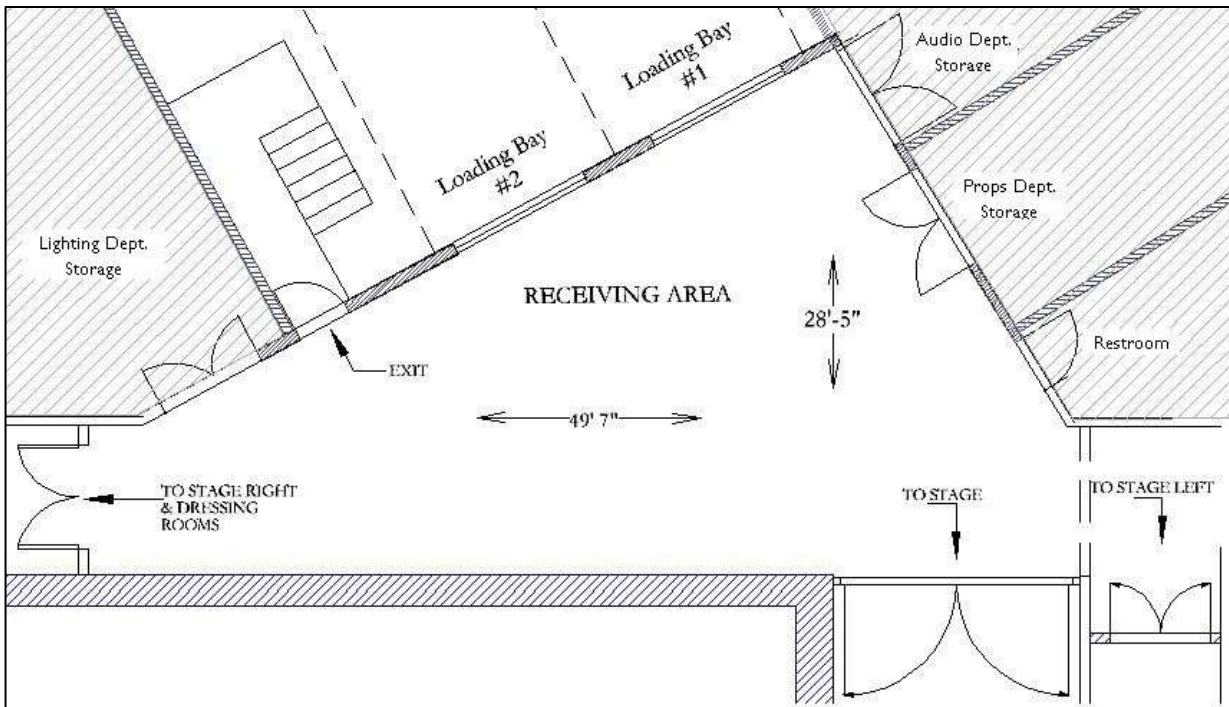 Audio Dept.
Storage
Loading Bay
#1
Loading Bay
#2
Props Dept.
Storage
Lighting Dept.
Storage
RECEIVING AREA
28'-5"
Restroom
EXIT
49' 7"
TO STAGE RIGHT
& DRESSING
ROOMS
TO STAGE
TO STAGE LEFT